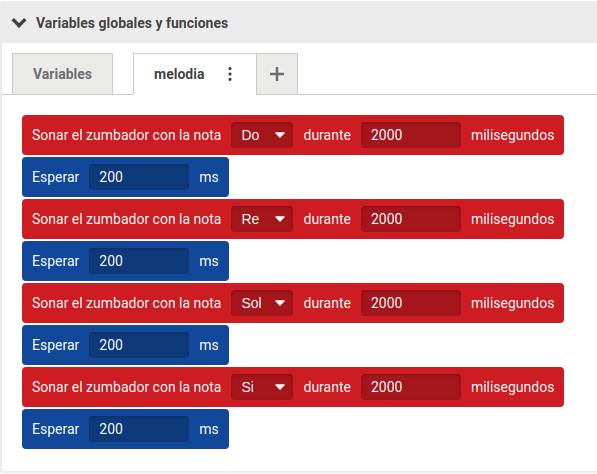 Variables globales y funciones
Variables melodia
Sonar el zumbador con la nota Do durante 2000 milisegundos
Esperar 200 ms
Sonar el zumbador con la nota Re durante 2000 milisegundos
Esperar 200 ms
Sonar el zumbador con la nota Sol durante 2000 milisegundos
Esperar 200 ms
Sonar el zumbador con la nota Si durante 2000 milisegundos
Esperar 200 ms